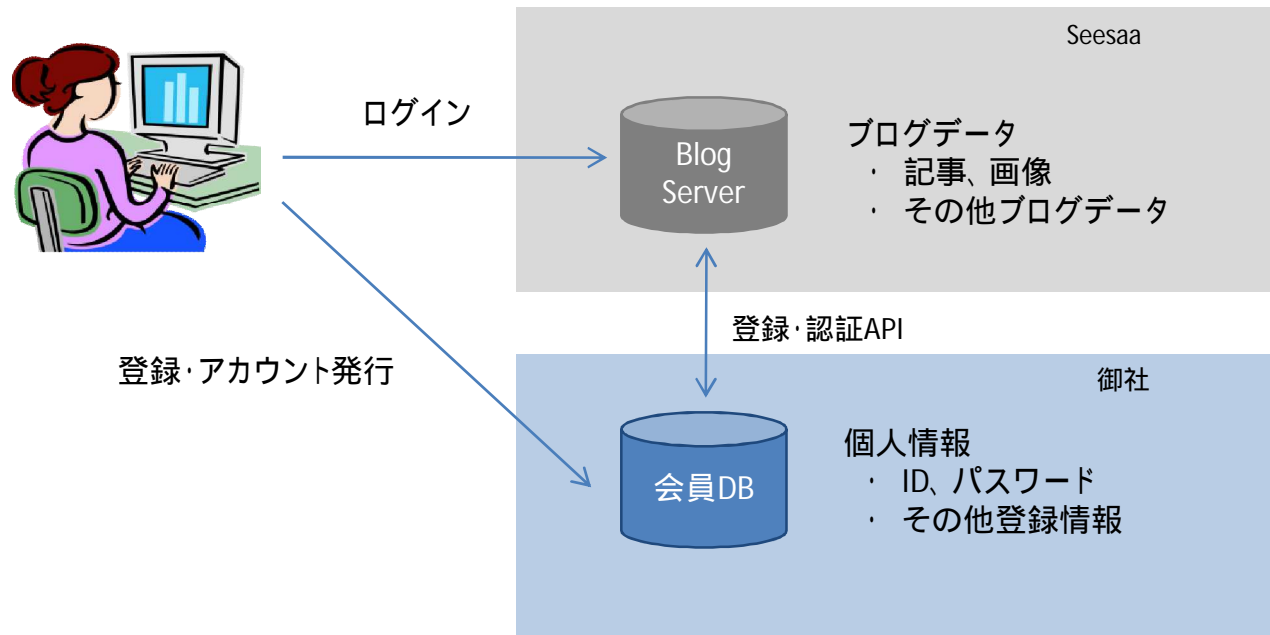 Seesaa
ログイン
Blog
Server
ブログデータ
・ 記事、画像
・ その他ブログデータ
登録・認証API
登録・アカウント発行
御社
会員DB
個人情報
・ ID、パスワード
・ その他登録情報